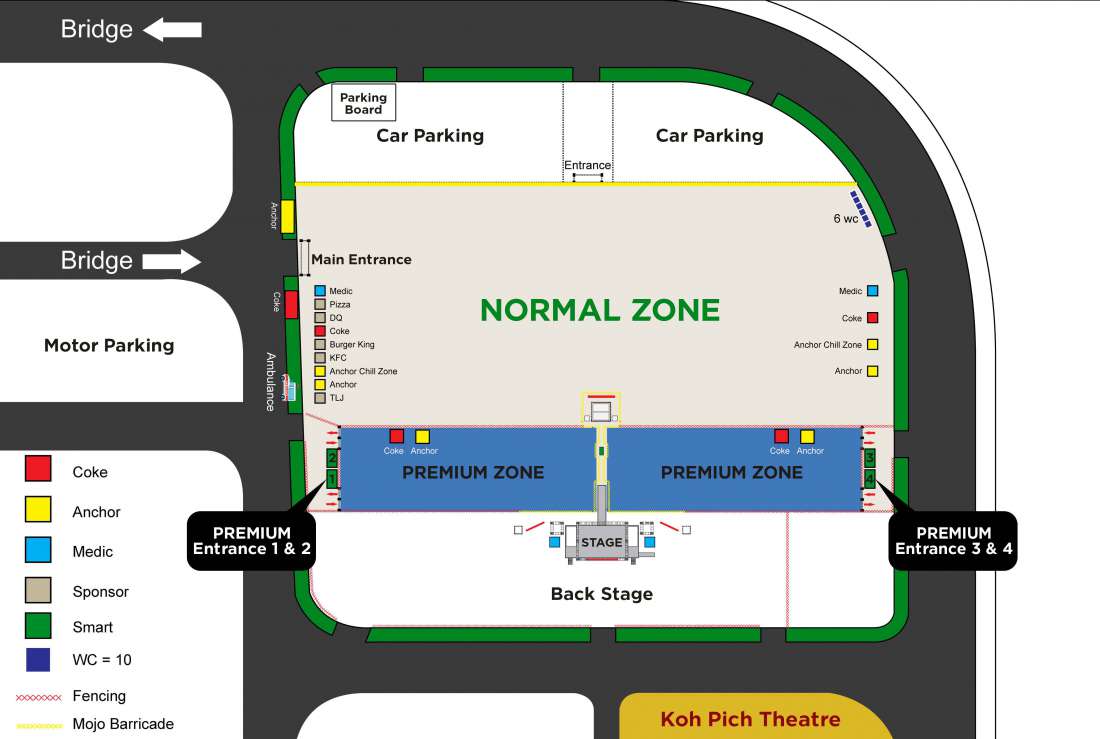 Bridge
Parking
Board
Car Parking
Car Parking
Entrance
Anchor
6 wc
Bridge
Main Entrance
Coke
Medic
Pizza
DQ
Coke
Burger King
KFC
Anchor Chill Zone
Anchor
TLJ
NORMAL ZONE
Medic
Coke
Anchor Chill Zone
Anchor
Motor Parking
Ambulance
Coke
Anchor
Coke
Anchor
PREMIUM ZONE
PREMIUM ZONE
2
1
3
4
PREMIUM
Entrance 1 & 2
PREMIUM
Entrance 3 & 4
STAGE
Back Stage
Coke
Anchor
Medic
Sponsor
Smart
WC = 10
Fencing
Mojo Barricade
Koh Pich Theatre